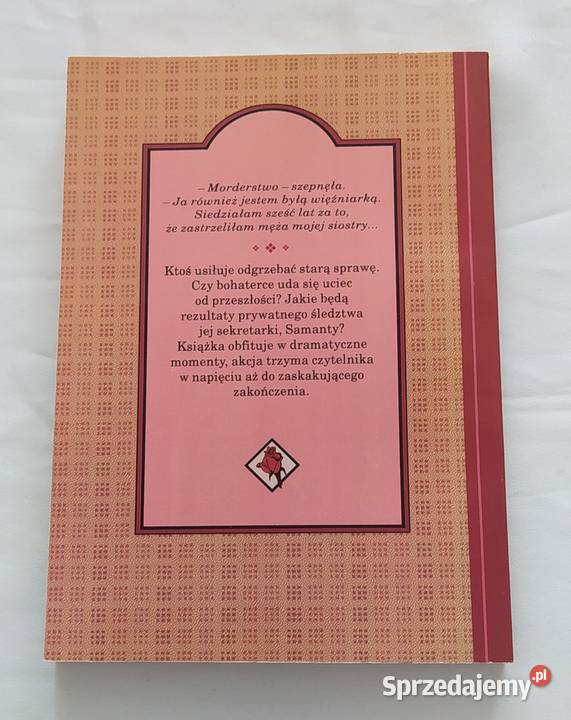 – Morderstwo – szepnęła.
– Ja również jestem byłą więźniarką.
Siedziałam sześć lat za to,
że zastrzeliłam męża mojej siostry...
Ktoś usiłuje odgrzebać starą sprawę.
Czy bohaterce uda się uciec
od przeszłości? Jakie będą
rezultaty prywatnego śledztwa
jej sekretarki, Samanty?
Książka obfituje w dramatyczne
momenty, akcja trzyma czytelnika
w napięciu aż do zaskakującego
zakończenia.
Sprzedajemy.pl